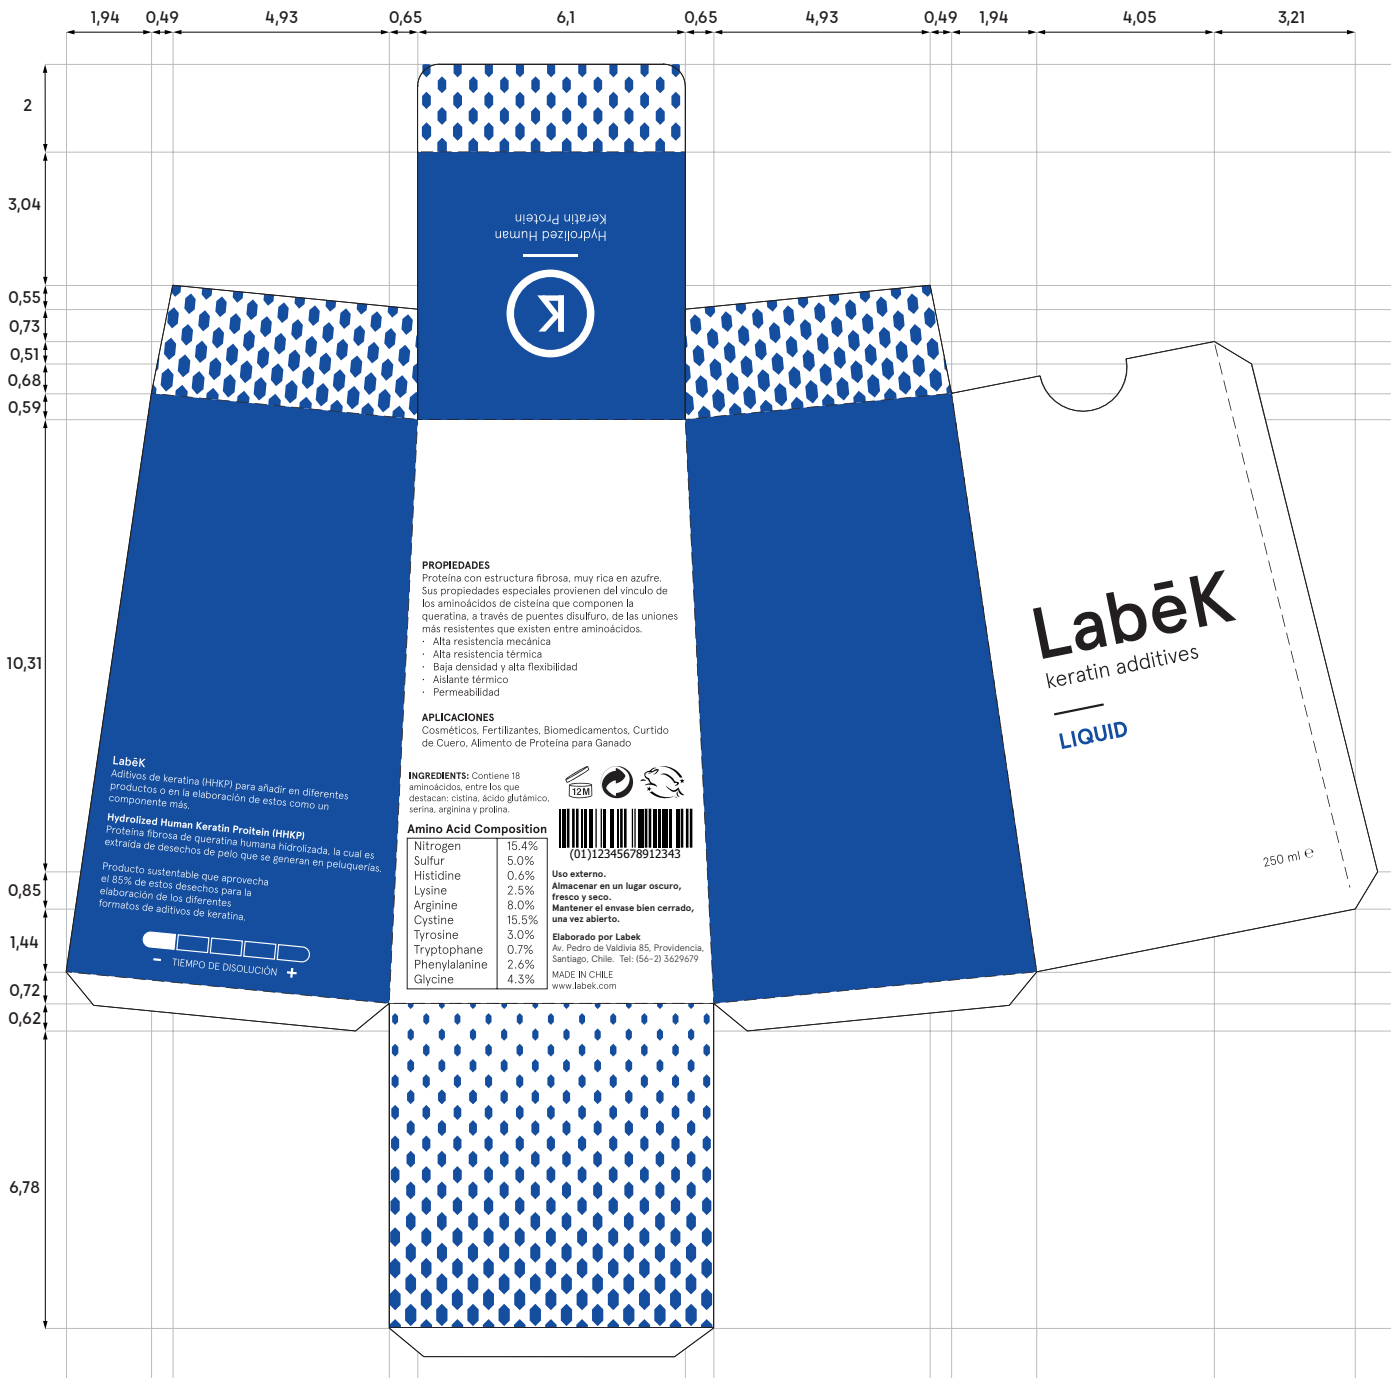 1,94 0,49 4,93 0,65 6,1 0,65 4,93 0,49 1,94 4,05 3,21
2
3,04
0,55
0,73
0,51
0,68
0,59
10,31
0,85
1,44
0,72
0,62
6,78
Hydrolized Human
Keratin Protein
K
PROPIEDADES
Proteína con estructura fibrosa, muy rica en azufre.
Sus propiedades especiales provienen del vinculo de
los aminoácidos de cisteína que componen la
queratina, a través de puentes disulfuro, de las uniones
más resistentes que existen entre aminoácidos.
· Alta resistencia mecánica
· Alta resistencia térmica
· Baja densidad y alta flexibilidad
· Aislante térmico
· Permeabilidad
APLICACIONES
Cosméticos, Fertilizantes, Biomedicamentos, Curtido
de Cuero, Alimento de Proteína para Ganado
INGREDIENTS: Contiene 18
aminoácidos, entre los que
destacan: cistina, ácido glutámico,
serina, arginina y prolina.
12M
(01)12345678912343
Amino Acid Composition
Nitrogen 15.4%
Sulfur 5.0%
Histidine 0.6%
Lysine 2.5%
Arginine 8.0%
Cystine 15.5%
Tyrosine 3.0%
Tryptophane 0.7%
Phenylalanine 2.6%
Glycine 4.3%
Uso externo.
Almacenar en un lugar oscuro,
fresco y seco.
Mantener el envase bien cerrado,
una vez abierto.
Elaborado por Labek
Av. Pedro de Valdivia 85, Providencia,
Santiago, Chile. Tel: (56-2) 3629679
MADE IN CHILE
www.labek.com
LabēK
Aditivos de keratina (HHKP) para añadir en diferentes
productos o en la elaboración de estos como un
componente más.
Hydrolized Human Keratin Proitein (HHKP)
Proteína fibrosa de queratina humana hidrolizada, la cual es
extraída de desechos de pelo que se generan en peluquerías.
Producto sustentable que aprovecha
el 85% de estos desechos para la
elaboración de los diferentes
formatos de aditivos de keratina.
– TIEMPO DE DISOLUCIÓN +
LabēK
keratin additives
LIQUID
250 ml ℮